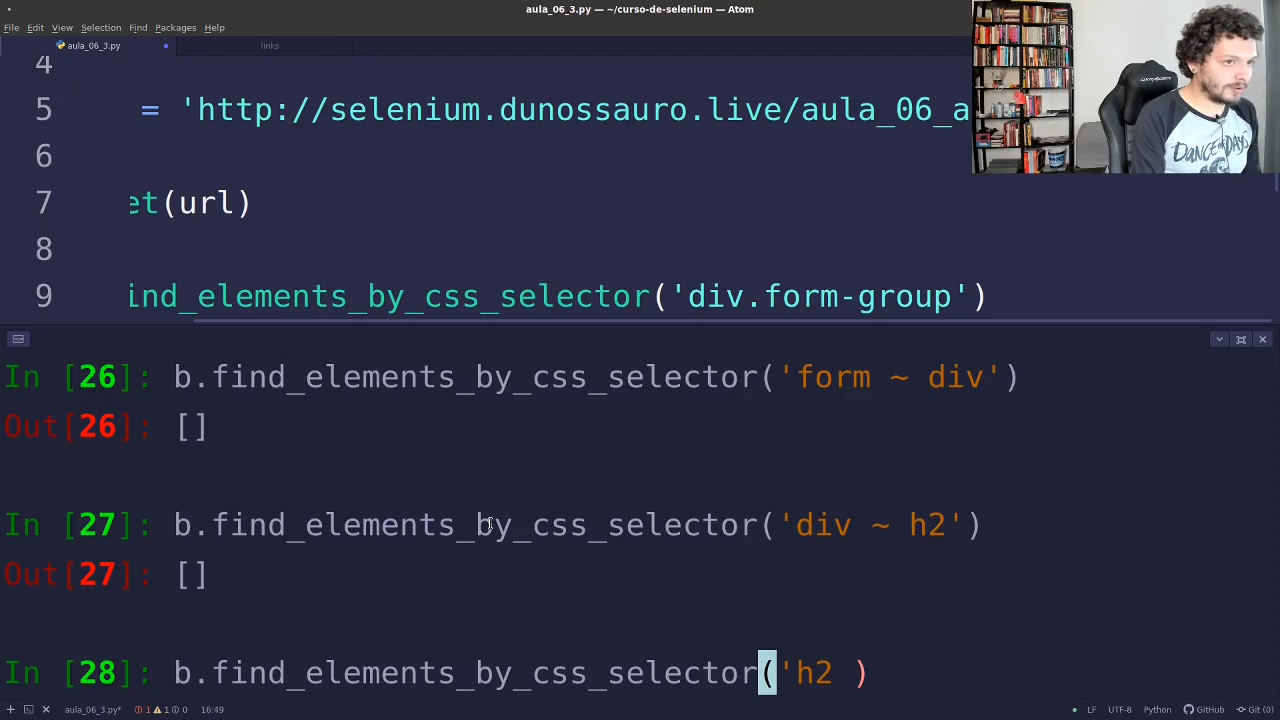 aula_06_3.py — ~/curso-de-selenium — Atom
File Edit View Selection Find Packages Help
aula_06_3.py links
4
5 = 'http://selenium.dunossauro.live/aula_06_a
6
7 et(url)
8
9 ind_elements_by_css_selector('div.form-group')
In [26]: b.find_elements_by_css_selector('form ~ div')
Out[26]: []
In [27]: b.find_elements_by_css_selector('div ~ h2')
Out[27]: []
In [28]: b.find_elements_by_css_selector('h2 )
aula_06_3.py* 1 1 0 16:49 LF UTF-8 Python GitHub Git (0)